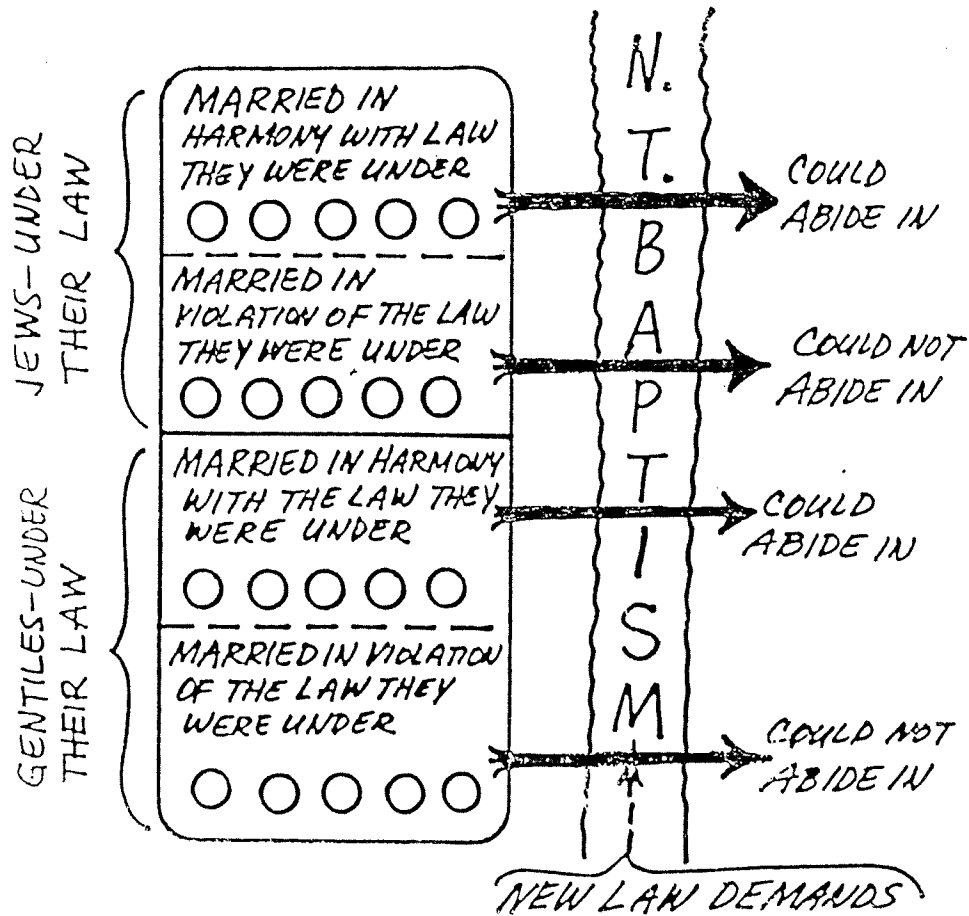 JEWS-UNDER
THEIR LAW
MARRIED IN
HARMONY WITH LAW
THEY WERE UNDER
MARRIED IN
VIOLATION OF THE LAW
THEY WERE UNDER
GENTILES-UNDER
THEIR LAW
MARRIED IN HARMONY
WITH THE LAW THEY
WERE UNDER
MARRIED IN VIOLATION
OF THE LAW THEY
WERE UNDER
N. T. BAPTISM
COULD
ABIDE IN
COULD NOT
ABIDE IN
COULD
ABIDE IN
COULD NOT
ABIDE IN
NEW LAW DEMANDS